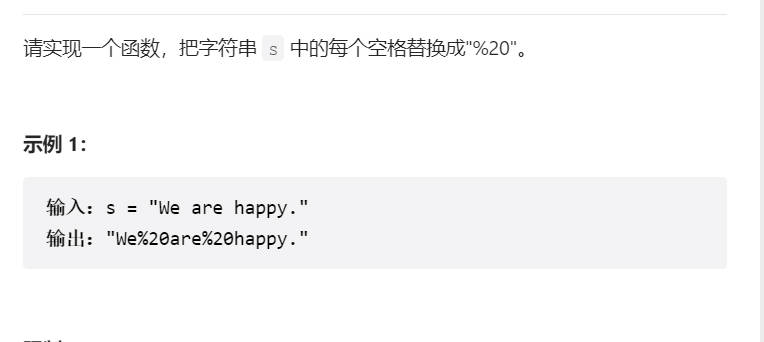 请实现一个函数，把字符串 s 中的每个空格替换成"%20"。
示例 1：
输入：s = "We are happy."
输出："We%20are%20happy."